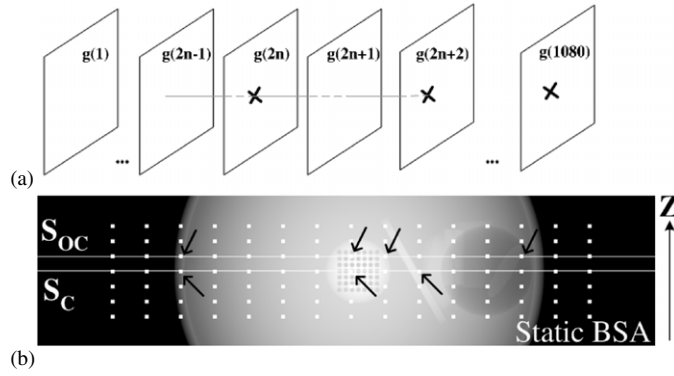 g(1) g(2n-1) g(2n) g(2n+1) g(2n+2) g(1080)
... ...
(a)
Z
S_OC
S_C
Static BSA
(b)